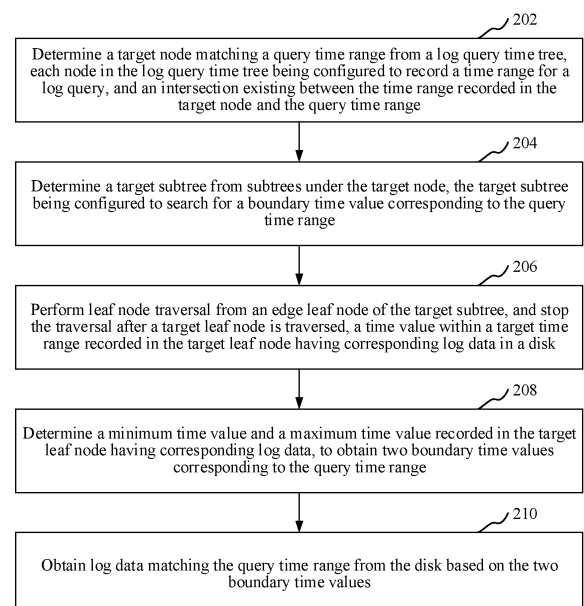 202
Determine a target node matching a query time range from a log query time tree,
each node in the log query time tree being configured to record a time range for a
log query, and an intersection existing between the time range recorded in the
target node and the query time range
204
Determine a target subtree from subtrees under the target node, the target subtree
being configured to search for a boundary time value corresponding to the query
time range
206
Perform leaf node traversal from an edge leaf node of the target subtree, and stop
the traversal after a target leaf node is traversed, a time value within a target time
range recorded in the target leaf node having corresponding log data in a disk
208
Determine a minimum time value and a maximum time value recorded in the target
leaf node having corresponding log data, to obtain two boundary time values
corresponding to the query time range
210
Obtain log data matching the query time range from the disk based on the two
boundary time values